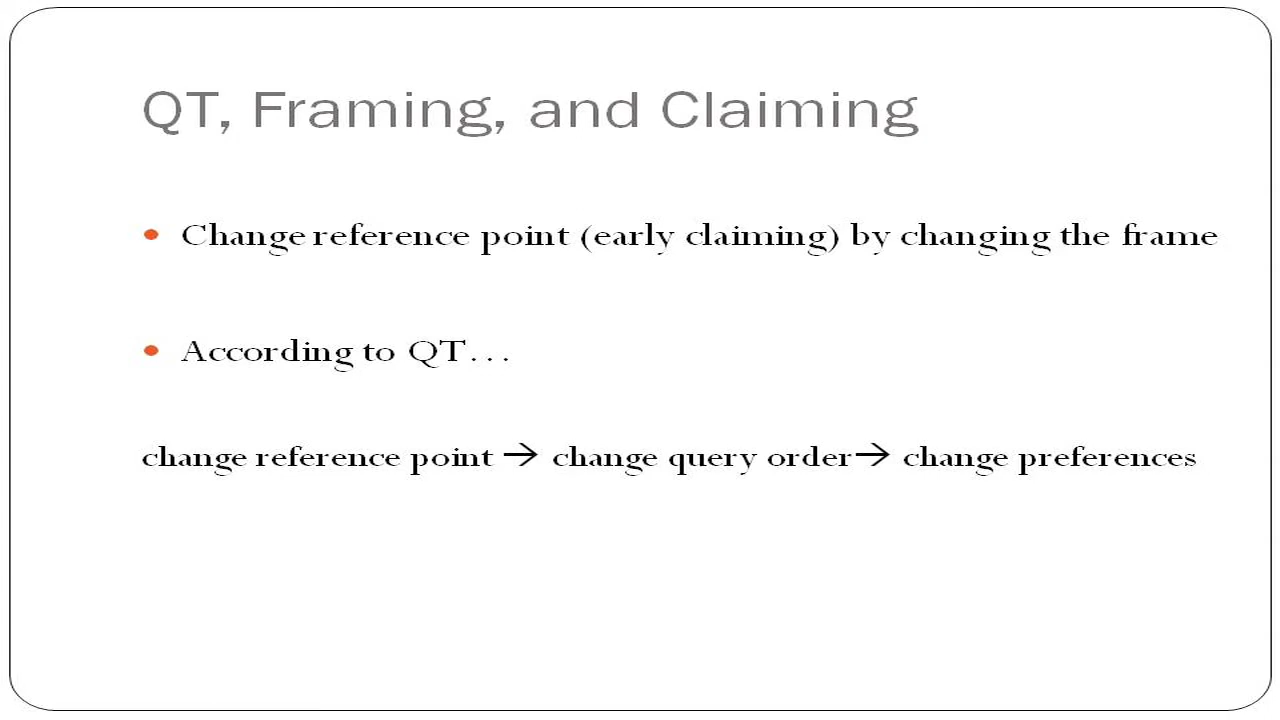 QT, Framing, and Claiming
• Change reference point (early claiming) by changing the frame
• According to QT…
change reference point → change query order→ change preferences